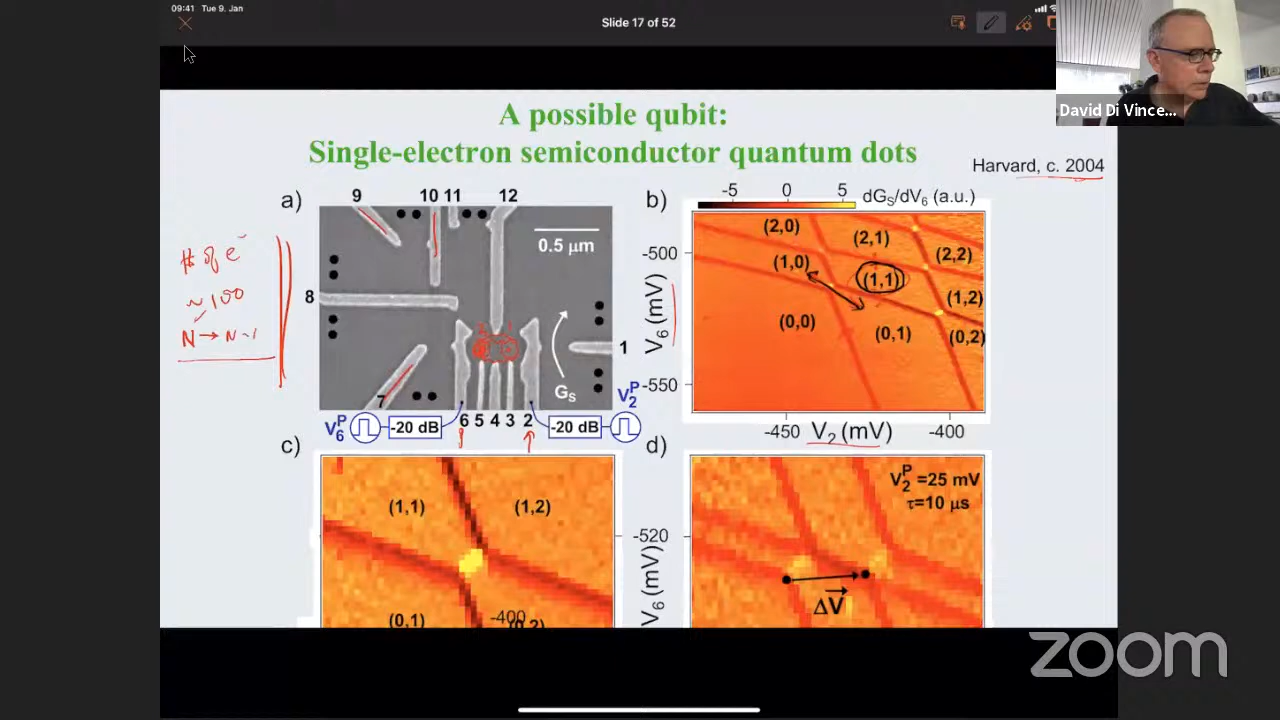 09:41 Tue 9. Jan
Slide 17 of 52
David Di Vince...
A possible qubit:
Single-electron semiconductor quantum dots
Harvard, c. 2004
a)
9
10 11
12
0.5 μm
8
1
7
G_S
V_6^P
-20 dB
6 5 4 3 2
-20 dB
V_2^P
# of e⁻
~100
N → N-1
b)
-5 0 5 dG_S/dV_6 (a.u.)
-500
-550
V_6 (mV)
(2,0)
(2,1)
(2,2)
(1,0)
(1,1)
(1,2)
(0,0)
(0,1)
(0,2)
-450 V_2 (mV) -400
c)
(1,1)
(1,2)
(0,1)
(0,2)
-400
-520
V_6 (mV)
d)
V_2^P =25 mV
τ=10 μs
ΔV
zoom